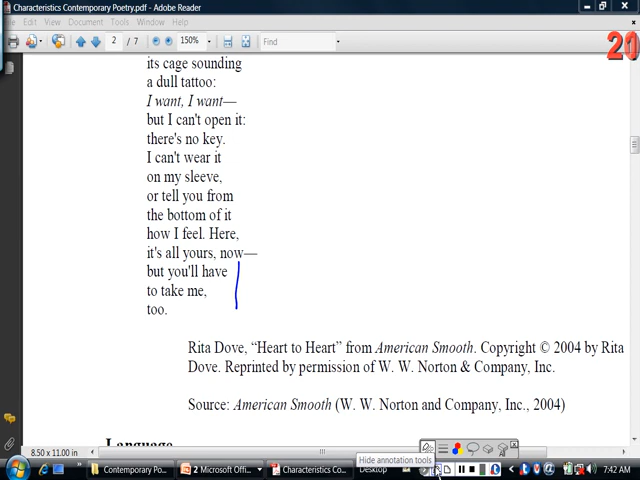 Characteristics Contemporary Poetry.pdf - Adobe Reader
File Edit View Document Tools Window Help
2 / 7 150% Find
20
its cage sounding
a dull tattoo:
I want, I want—
but I can't open it:
there's no key.
I can't wear it
on my sleeve,
or tell you from
the bottom of it
how I feel. Here,
it's all yours, now—
but you'll have
to take me,
too.
Rita Dove, “Heart to Heart” from American Smooth. Copyright © 2004 by Rita
Dove. Reprinted by permission of W. W. Norton & Company, Inc.
Source: American Smooth (W. W. Norton and Company, Inc., 2004)
Language
8.50 x 11.00 in
Hide annotation tools
Start Contemporary Po... 2 Microsoft Offi... Characteristics Co... Desktop 7:42 AM